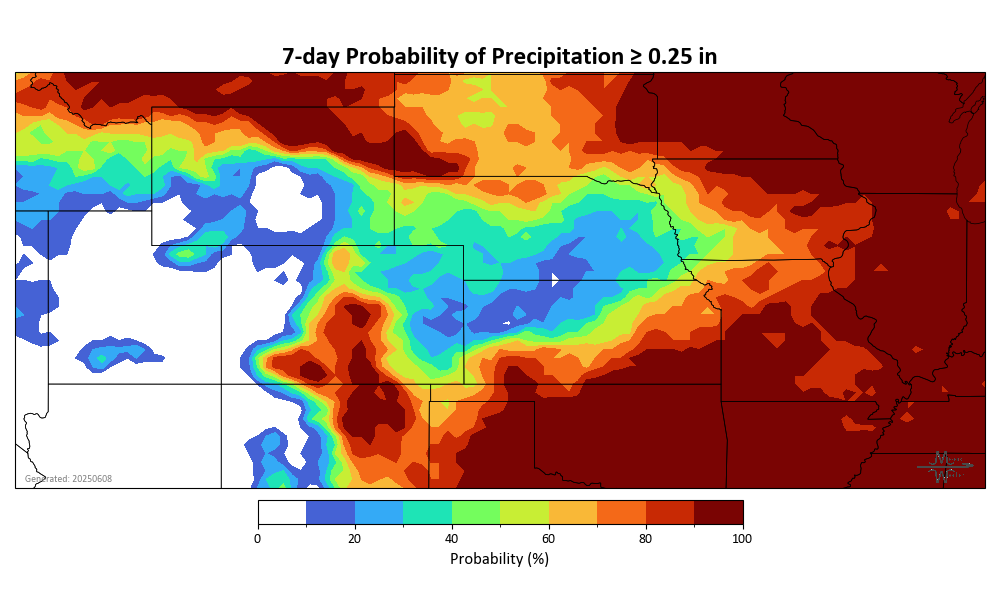 7-day Probability of Precipitation ≥ 0.25 in
Generated: 20250608
0 20 40 60 80 100
Probability (%)